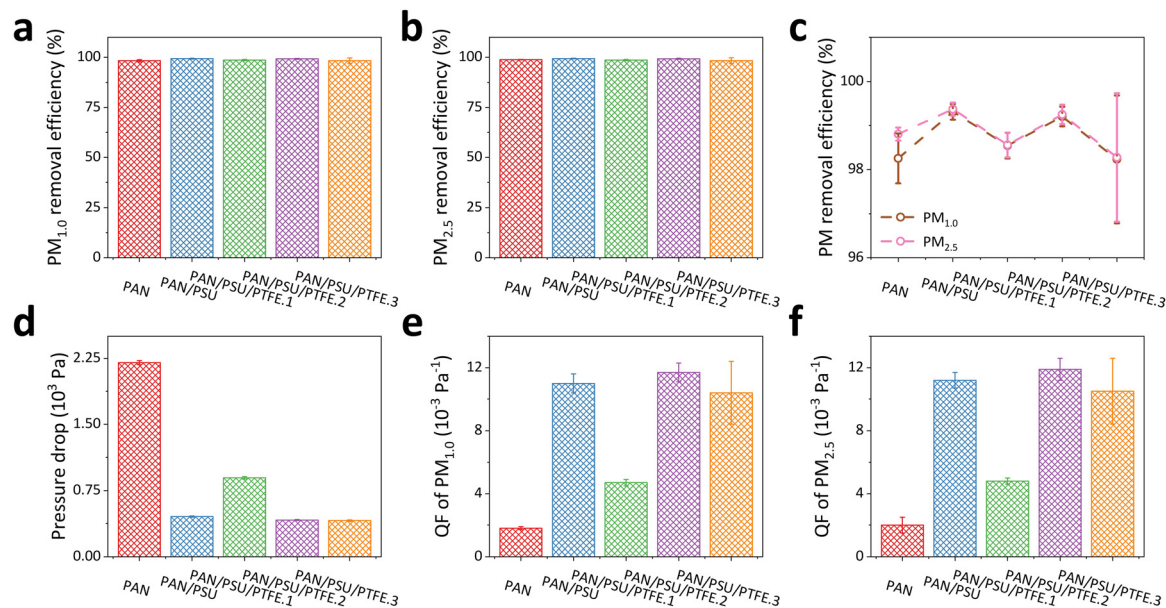 a
PM1.0 removal efficiency (%)
100
75
50
25
0
PAN
PAN/PSU
PAN/PSU/PTFE.1
PAN/PSU/PTFE.2
PAN/PSU/PTFE.3
b
PM2.5 removal efficiency (%)
100
75
50
25
0
PAN
PAN/PSU
PAN/PSU/PTFE.1
PAN/PSU/PTFE.2
PAN/PSU/PTFE.3
c
PM removal efficiency (%)
100
98
96
PM1.0
PM2.5
PAN
PAN/PSU
PAN/PSU/PTFE.1
PAN/PSU/PTFE.2
PAN/PSU/PTFE.3
d
Pressure drop (10³ Pa)
2.25
1.50
0.75
0.00
PAN
PAN/PSU
PAN/PSU/PTFE.1
PAN/PSU/PTFE.2
PAN/PSU/PTFE.3
e
QF of PM1.0 (10⁻³ Pa⁻¹)
12
8
4
0
PAN
PAN/PSU
PAN/PSU/PTFE.1
PAN/PSU/PTFE.2
PAN/PSU/PTFE.3
f
QF of PM2.5 (10⁻³ Pa⁻¹)
12
8
4
0
PAN
PAN/PSU
PAN/PSU/PTFE.1
PAN/PSU/PTFE.2
PAN/PSU/PTFE.3